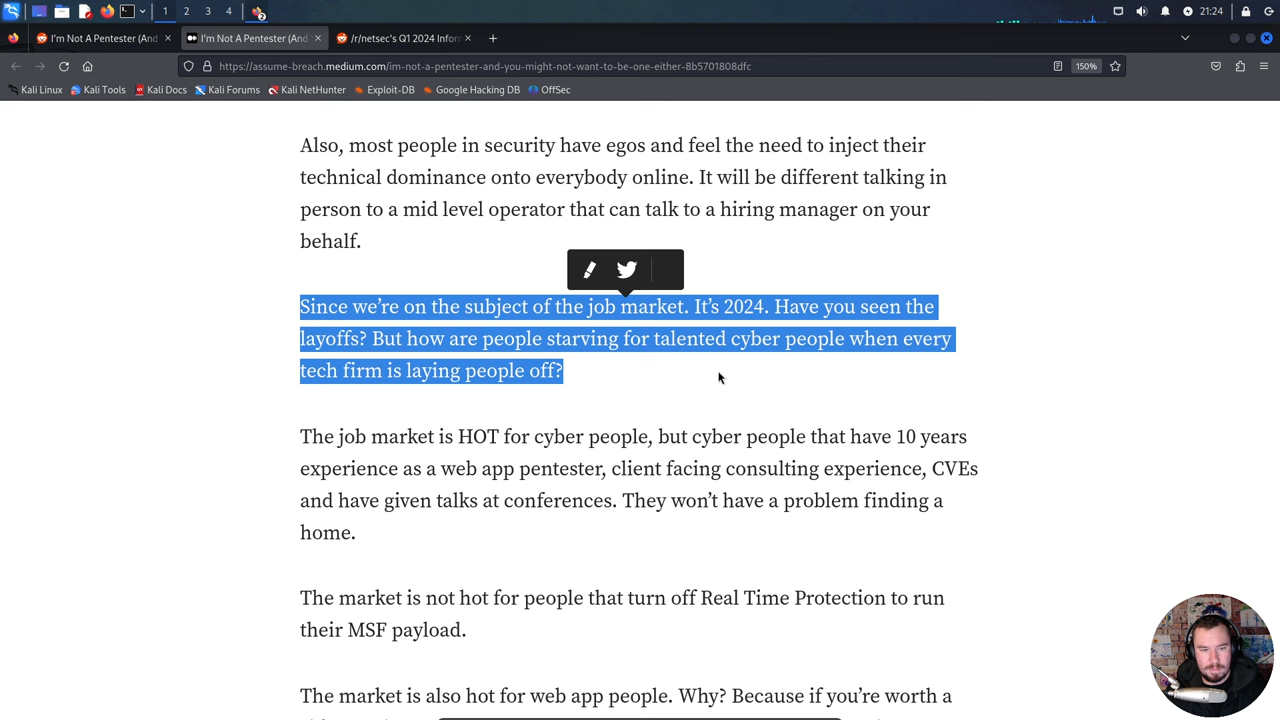 1 2 3 4 2 21:24
I'm Not A Pentester (And I'm Not A Pentester (And /r/netsec's Q1 2024 Infor
https://assume-breach.medium.com/im-not-a-pentester-and-you-might-not-want-to-be-one-either-8b5701808dfc 150%
Kali Linux Kali Tools Kali Docs Kali Forums Kali NetHunter Exploit-DB Google Hacking DB OffSec
Also, most people in security have egos and feel the need to inject their
technical dominance onto everybody online. It will be different talking in
person to a mid level operator that can talk to a hiring manager on your
behalf.
Since we're on the subject of the job market. It's 2024. Have you seen the
layoffs? But how are people starving for talented cyber people when every
tech firm is laying people off?
The job market is HOT for cyber people, but cyber people that have 10 years
experience as a web app pentester, client facing consulting experience, CVEs
and have given talks at conferences. They won't have a problem finding a
home.
The market is not hot for people that turn off Real Time Protection to run
their MSF payload.
The market is also hot for web app people. Why? Because if you're worth a